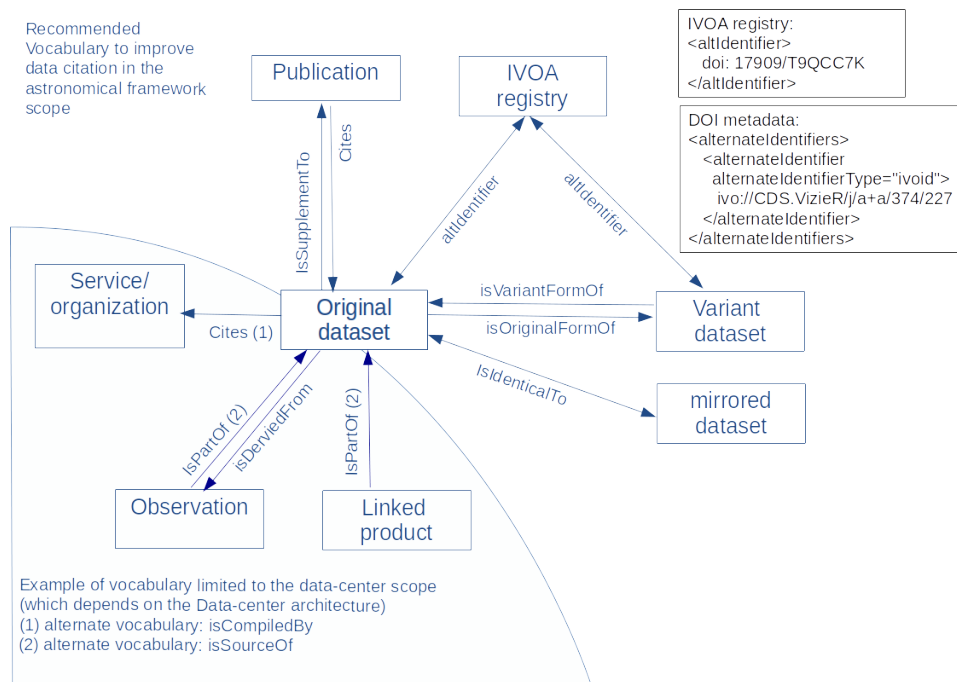 Recommended
Vocabulary to improve
data citation in the
astronomical framework
scope
Publication
IVOA
registry
IVOA registry:
<altIdentifier>
doi: 17909/T9QCC7K
</altIdentifier>
DOI metadata:
<alternateIdentifiers>
<alternateIdentifier
alternateIdentifierType="ivoid">
ivo://CDS.VizieR/j/a+a/374/227
</alternateIdentifier>
</alternateIdentifiers>
IsSupplementTo
Cites
altIdentifier
altIdentifier
Service/
organization
Cites (1)
Original
dataset
isVariantFormOf
isOriginalFormOf
Variant
dataset
IsIdenticalTo
mirrored
dataset
IsPartOf (2)
isDerviedFrom
IsPartOf (2)
Observation
Linked
product
Example of vocabulary limited to the data-center scope
(which depends on the Data-center architecture)
(1) alternate vocabulary: isCompiledBy
(2) alternate vocabulary: isSourceOf